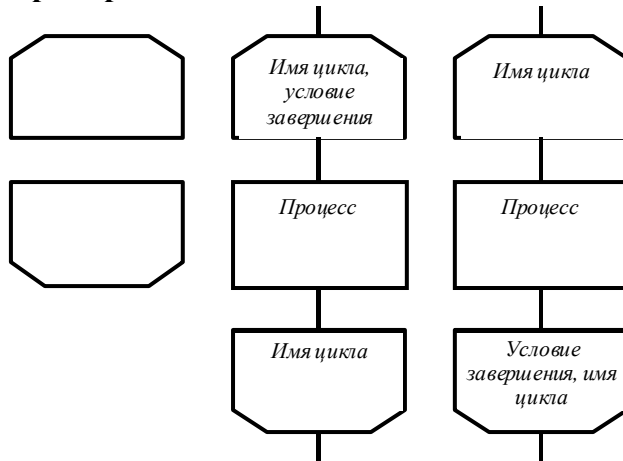 Имя цикла,
условие
завершения
Имя цикла
Процесс
Процесс
Имя цикла
Условие
завершения, имя
цикла